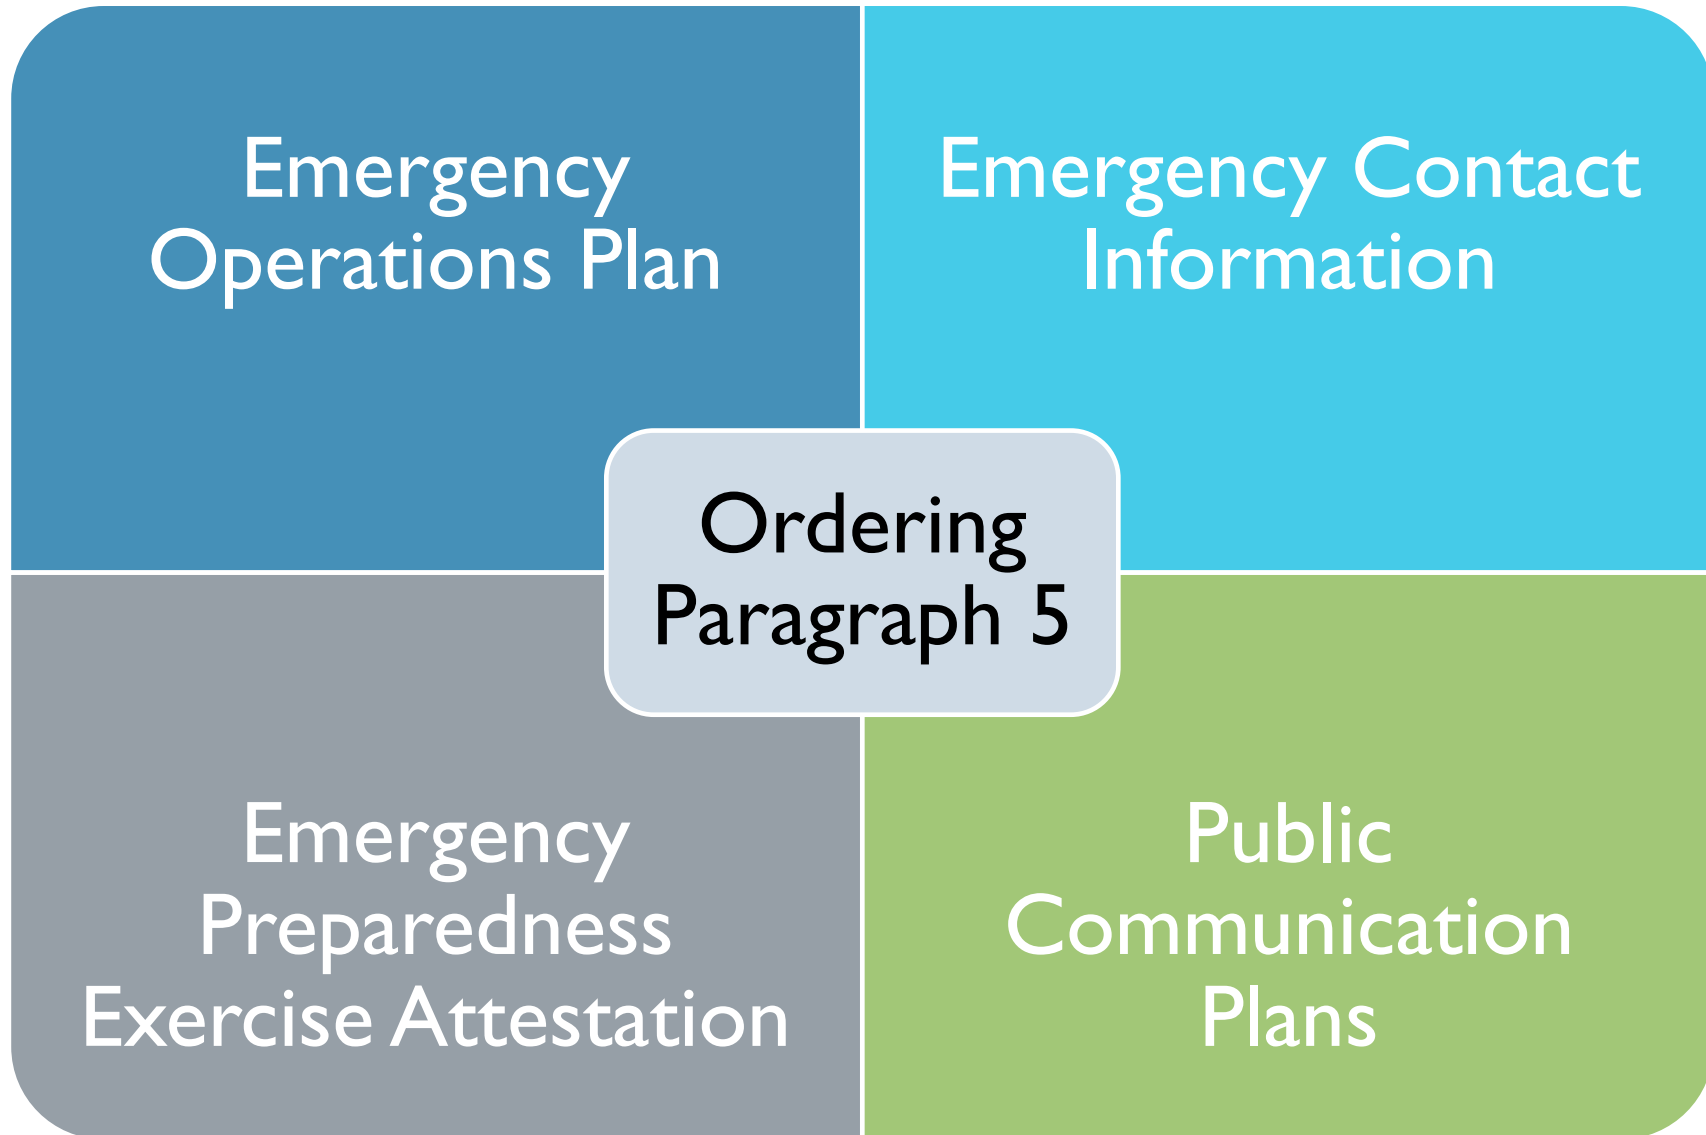 Emergency
Operations Plan
Emergency Contact
Information
Ordering
Paragraph 5
Emergency
Preparedness
Exercise Attestation
Public
Communication
Plans